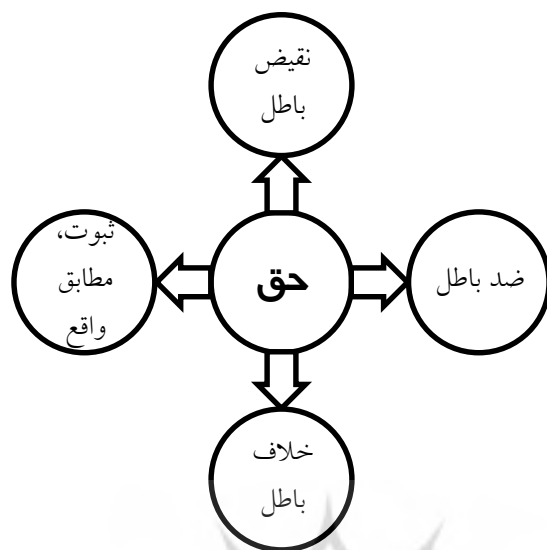 نقیض
باطل
ضد باطل
حق
ثبوت،
مطابق
واقع
خلاف
باطل